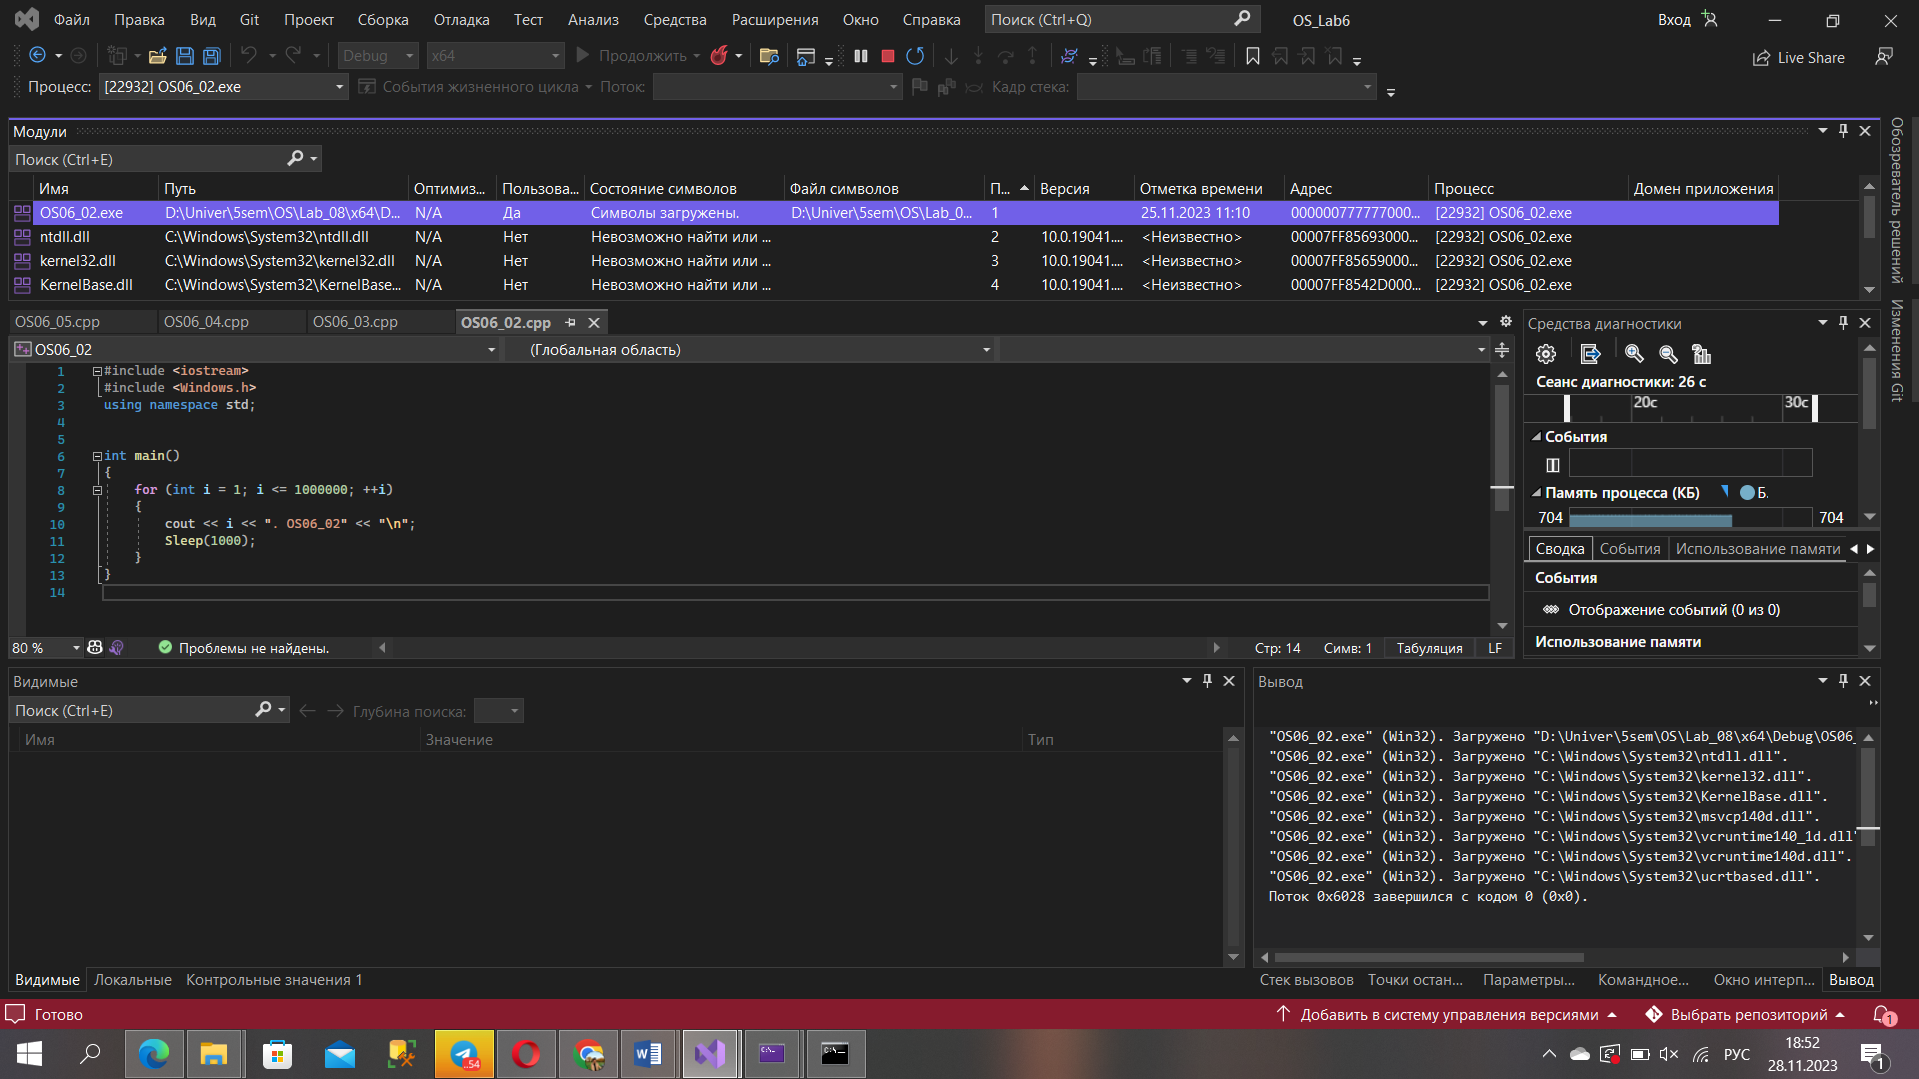 Файл Правка Вид Git Проект Сборка Отладка Тест Анализ Средства Расширения Окно Справка Поиск (Ctrl+Q) OS_Lab6 Вход
Debug x64 Продолжить Live Share
Процесс: [22932] OS06_02.exe События жизненного цикла Поток: Кадр стека:
Модули
Поиск (Ctrl+E)
Имя Путь Оптимиз... Пользова... Состояние символов Файл символов П... Версия Отметка времени Адрес Процесс Домен приложения
OS06_02.exe D:\Univer\5sem\OS\Lab_08\x64\D... N/A Да Символы загружены. D:\Univer\5sem\OS\Lab_0... 1 25.11.2023 11:10 000000777777000... [22932] OS06_02.exe
ntdll.dll C:\Windows\System32\ntdll.dll N/A Нет Невозможно найти или ... 2 10.0.19041.... <Неизвестно> 00007FF85693000... [22932] OS06_02.exe
kernel32.dll C:\Windows\System32\kernel32.dll N/A Нет Невозможно найти или ... 3 10.0.19041.... <Неизвестно> 00007FF85659000... [22932] OS06_02.exe
KernelBase.dll C:\Windows\System32\KernelBase... N/A Нет Невозможно найти или ... 4 10.0.19041.... <Неизвестно> 00007FF8542D000... [22932] OS06_02.exe
Обозреватель решений
Изменения Git
OS06_05.cpp OS06_04.cpp OS06_03.cpp OS06_02.cpp
OS06_02 (Глобальная область)
1 #include <iostream>
2 #include <Windows.h>
3 using namespace std;
4
5
6 int main()
7 {
8 for (int i = 1; i <= 1000000; ++i)
9 {
10 cout << i << ". OS06_02" << "\n";
11 Sleep(1000);
12 }
13 }
14
80 % Проблемы не найдены. Стр: 14 Симв: 1 Табуляция LF
Средства диагностики
Сеанс диагностики: 26 с
20с 30с
События
Память процесса (КБ) Б.
704 704
Сводка События Использование памяти
События
Отображение событий (0 из 0)
Использование памяти
Видимые
Поиск (Ctrl+E) Глубина поиска:
Имя Значение Тип
Видимые Локальные Контрольные значения 1
Вывод
"OS06_02.exe" (Win32). Загружено "D:\Univer\5sem\OS\Lab_08\x64\Debug\OS06_
"OS06_02.exe" (Win32). Загружено "C:\Windows\System32\ntdll.dll".
"OS06_02.exe" (Win32). Загружено "C:\Windows\System32\kernel32.dll".
"OS06_02.exe" (Win32). Загружено "C:\Windows\System32\KernelBase.dll".
"OS06_02.exe" (Win32). Загружено "C:\Windows\System32\msvcp140d.dll".
"OS06_02.exe" (Win32). Загружено "C:\Windows\System32\vcruntime140_1d.dll"
"OS06_02.exe" (Win32). Загружено "C:\Windows\System32\vcruntime140d.dll".
"OS06_02.exe" (Win32). Загружено "C:\Windows\System32\ucrtbased.dll".
Поток 0x6028 завершился с кодом 0 (0x0).
Стек вызовов Точки остан... Параметры... Командное... Окно интерп... Вывод
Готово Добавить в систему управления версиями Выбрать репозиторий 1
..54 РУС 18:52
28.11.2023 1